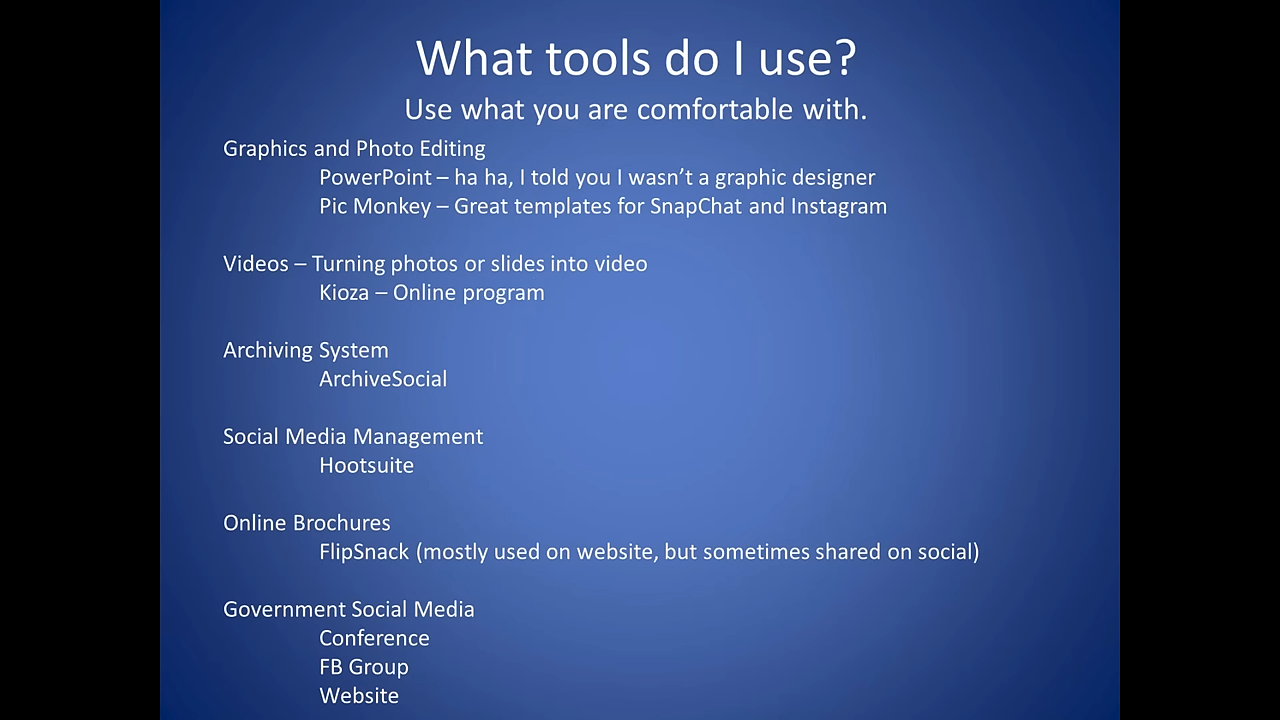 What tools do I use?
Use what you are comfortable with.
Graphics and Photo Editing
PowerPoint – ha ha, I told you I wasn’t a graphic designer
Pic Monkey – Great templates for SnapChat and Instagram
Videos – Turning photos or slides into video
Kioza – Online program
Archiving System
ArchiveSocial
Social Media Management
Hootsuite
Online Brochures
FlipSnack (mostly used on website, but sometimes shared on social)
Government Social Media
Conference
FB Group
Website